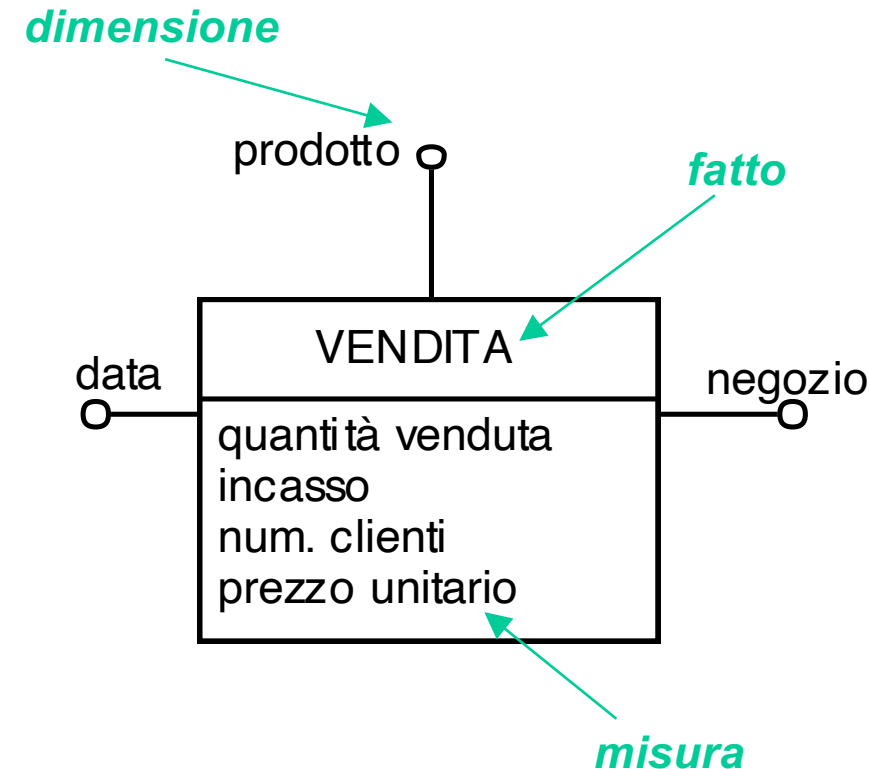 dimensione
prodotto
fatto
VENDITA
data
negozio
quantità venduta
incasso
num. clienti
prezzo unitario
misura